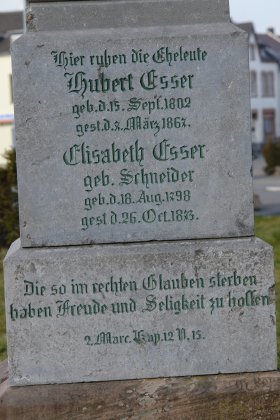 Hier ruhen die Eheleute
Hubert Esser
geb. d. 15. Sept. 1802
gest. d. 5. März 1867.
Elisabeth Esser
geb. Schneider
geb. d. 18. Aug. 1798
gest d. 26. Oct. 1873.
Die so im rechten Glauben sterben
haben Freude und Seligkeit zu hoffen
2. Marc. Kap. 12 V. 15.